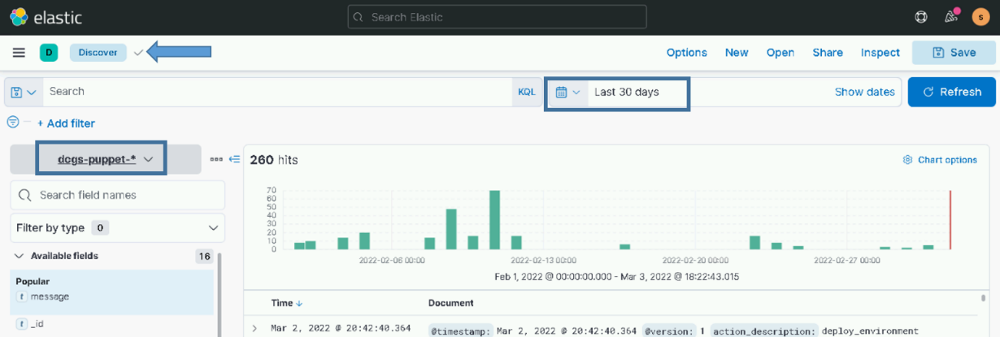 elastic
Search Elastic
s
D Discover Options New Open Share Inspect Save
Search KQL Last 30 days Show dates Refresh
+ Add filter
dcgs-puppet-*
260 hits Chart options
Search field names
Filter by type 0
Available fields 16
Popular
t message
t _id
70
60
50
40
30
20
10
0
2022-02-06 00:00 2022-02-13 00:00 2022-02-20 00:00 2022-02-27 00:00
Feb 1, 2022 @ 00:00:00.000 - Mar 3, 2022 @ 18:22:43.015
Time Document
Mar 2, 2022 @ 20:42:40.364 @timestamp: Mar 2, 2022 @ 20:42:40.364 @version: 1 action_description: deploy_environment